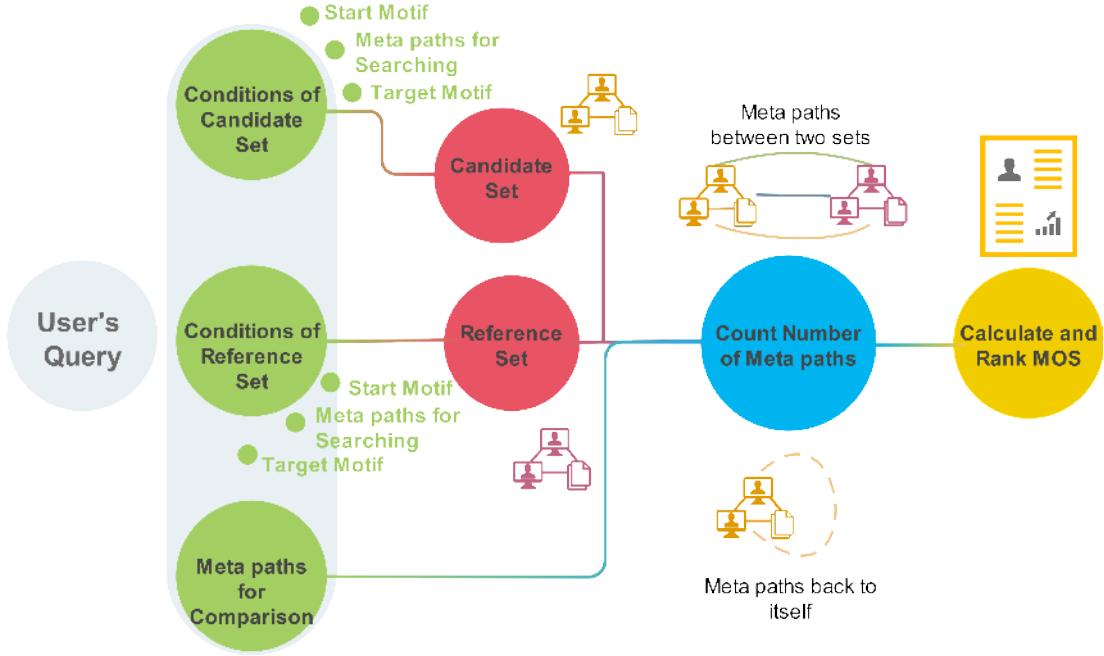 Start Motif
Meta paths for
Searching
Target Motif
Conditions of
Candidate
Set
Candidate
Set
Meta paths
between two sets
User's
Query
Conditions of
Reference
Set
Reference
Set
Count Number
of Meta paths
Calculate and
Rank MOS
Start Motif
Meta paths for
Searching
Target Motif
Meta paths
for
Comparison
Meta paths back to
itself